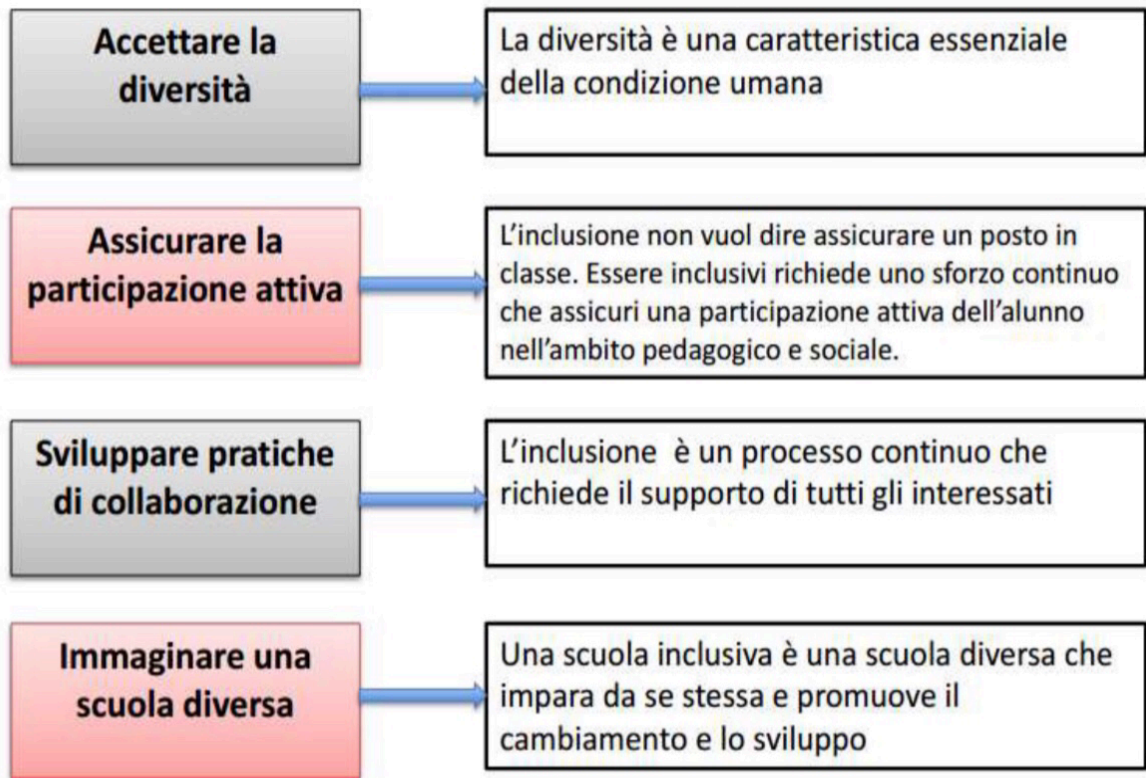 Accettare la
diversità
La diversità è una caratteristica essenziale
della condizione umana
Assicurare la
participazione attiva
L'inclusione non vuol dire assicurare un posto in
classe. Essere inclusivi richiede uno sforzo continuo
che assicuri una participazione attiva dell'alunno
nell'ambito pedagogico e sociale.
Sviluppare pratiche
di collaborazione
L'inclusione è un processo continuo che
richiede il supporto di tutti gli interessati
Immaginare una
scuola diversa
Una scuola inclusiva è una scuola diversa che
impara da se stessa e promuove il
cambiamento e lo sviluppo